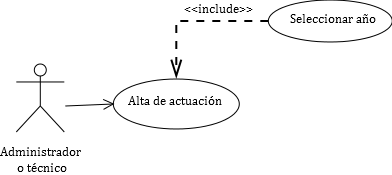 <<include>>
Seleccionar año
Alta de actuación
Administrador
o técnico